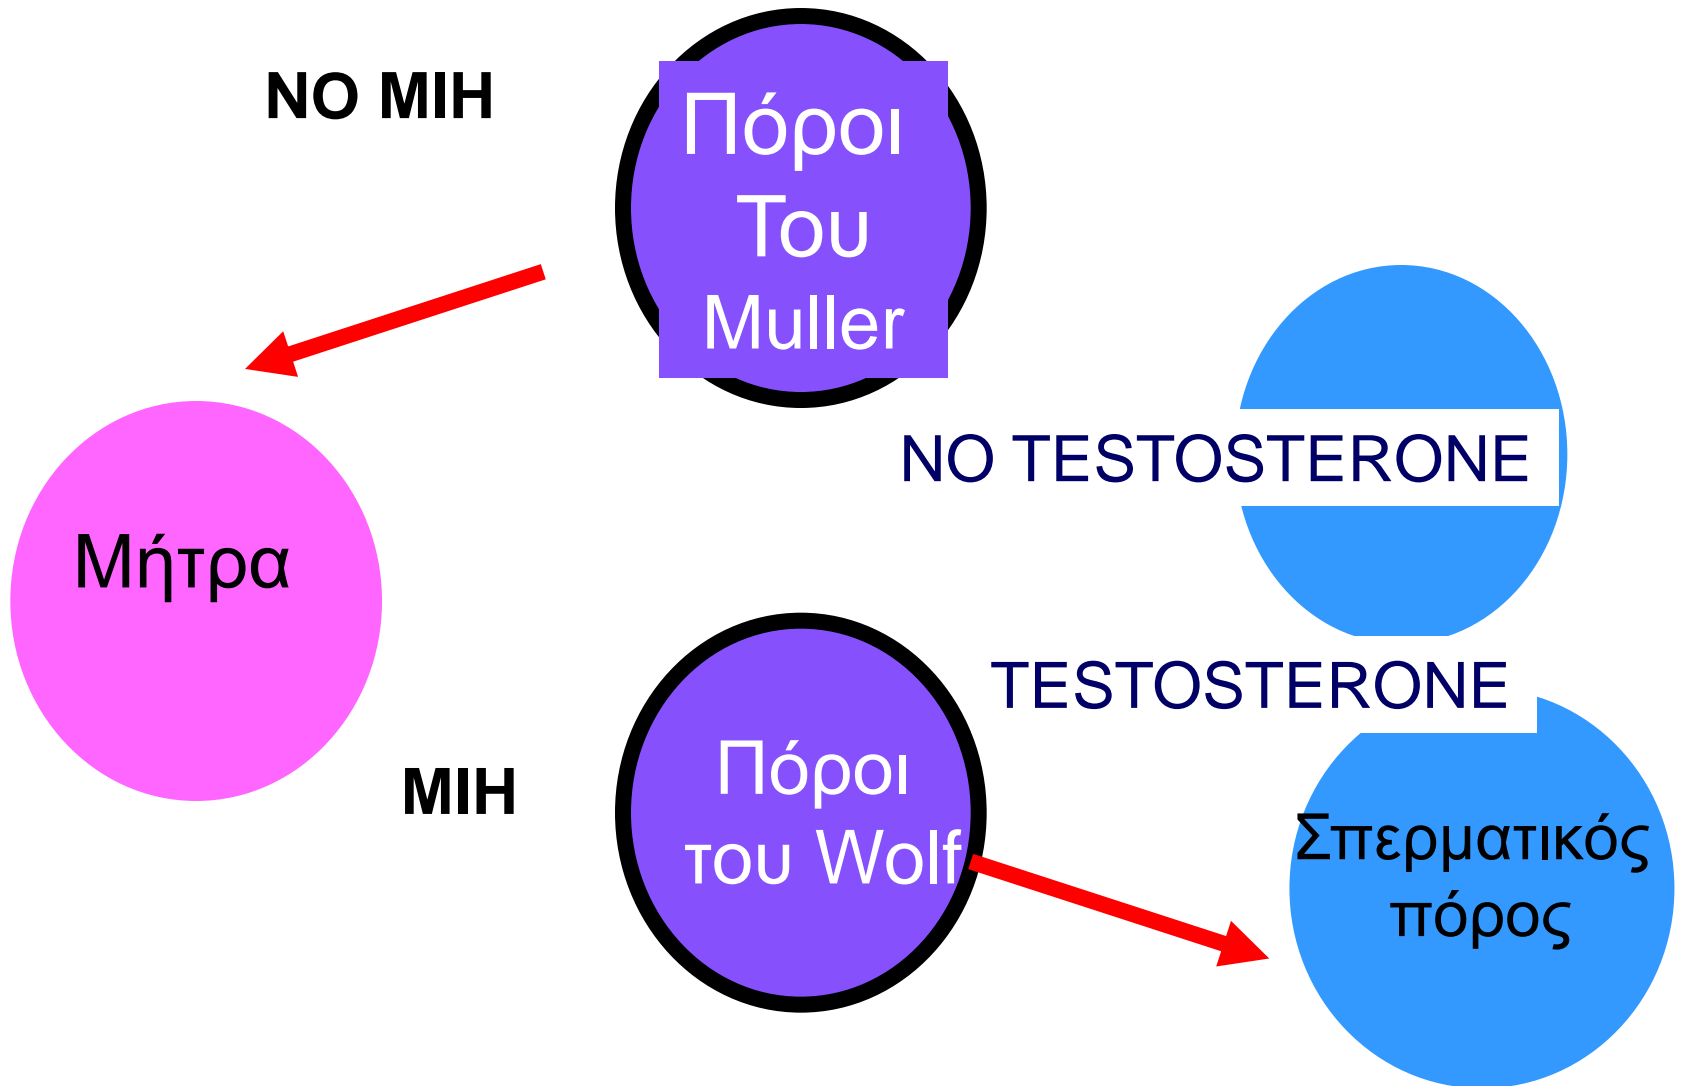 NO MIH
Πόροι
Του
Muller
NO TESTOSTERONE
Μήτρα
TESTOSTERONE
MIH
Πόροι
του Wolf
Σπερματικός
πόρος